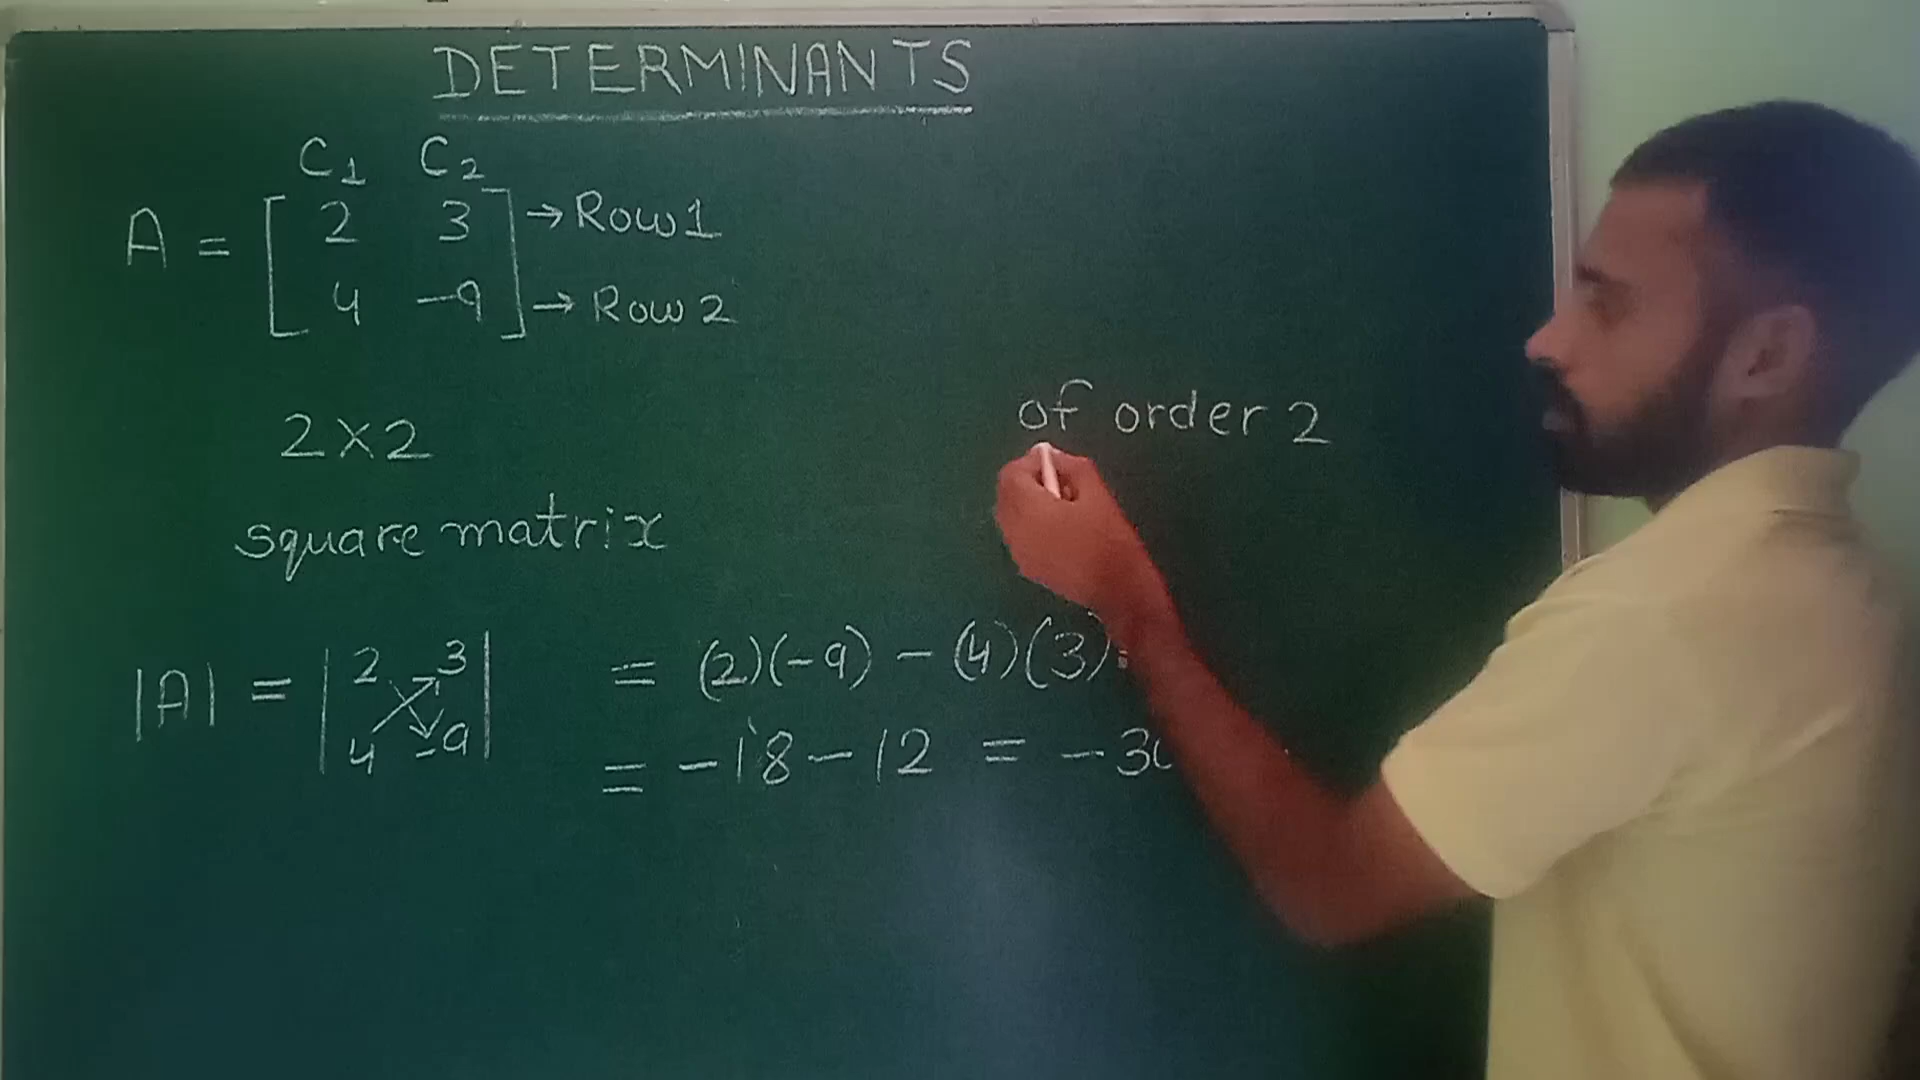 DETERMINANTS
C1 C2
A = [ 2 3 ] → Row 1
[ 4 -9 ] → Row 2
2×2
of order 2
square matrix
|A| = | 2 3 | = (2)(-9) - (4)(3)
| 4 -9 | = -18 - 12 = -30